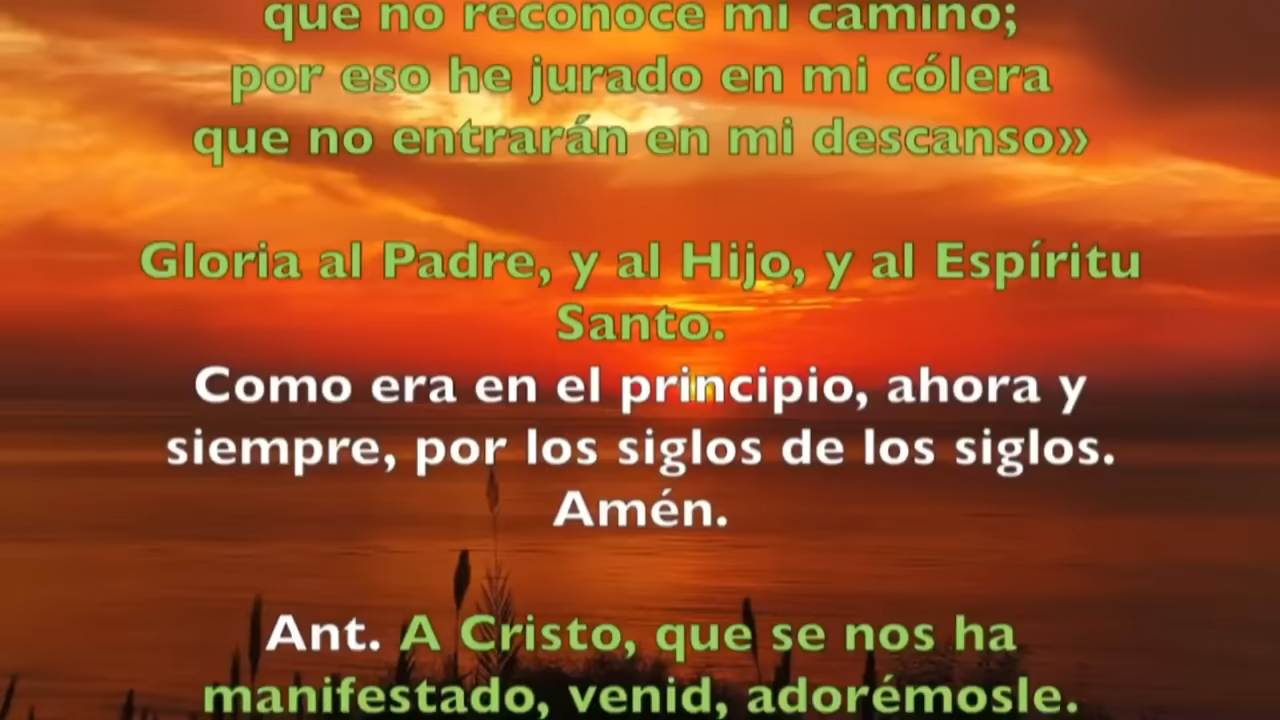 que no reconoce mi camino;
por eso he jurado en mi cólera
que no entrarán en mi descanso»
Gloria al Padre, y al Hijo, y al Espíritu
Santo.
Como era en el principio, ahora y
siempre, por los siglos de los siglos.
Amén.
Ant. A Cristo, que se nos ha
manifestado, venid, adorémosle.